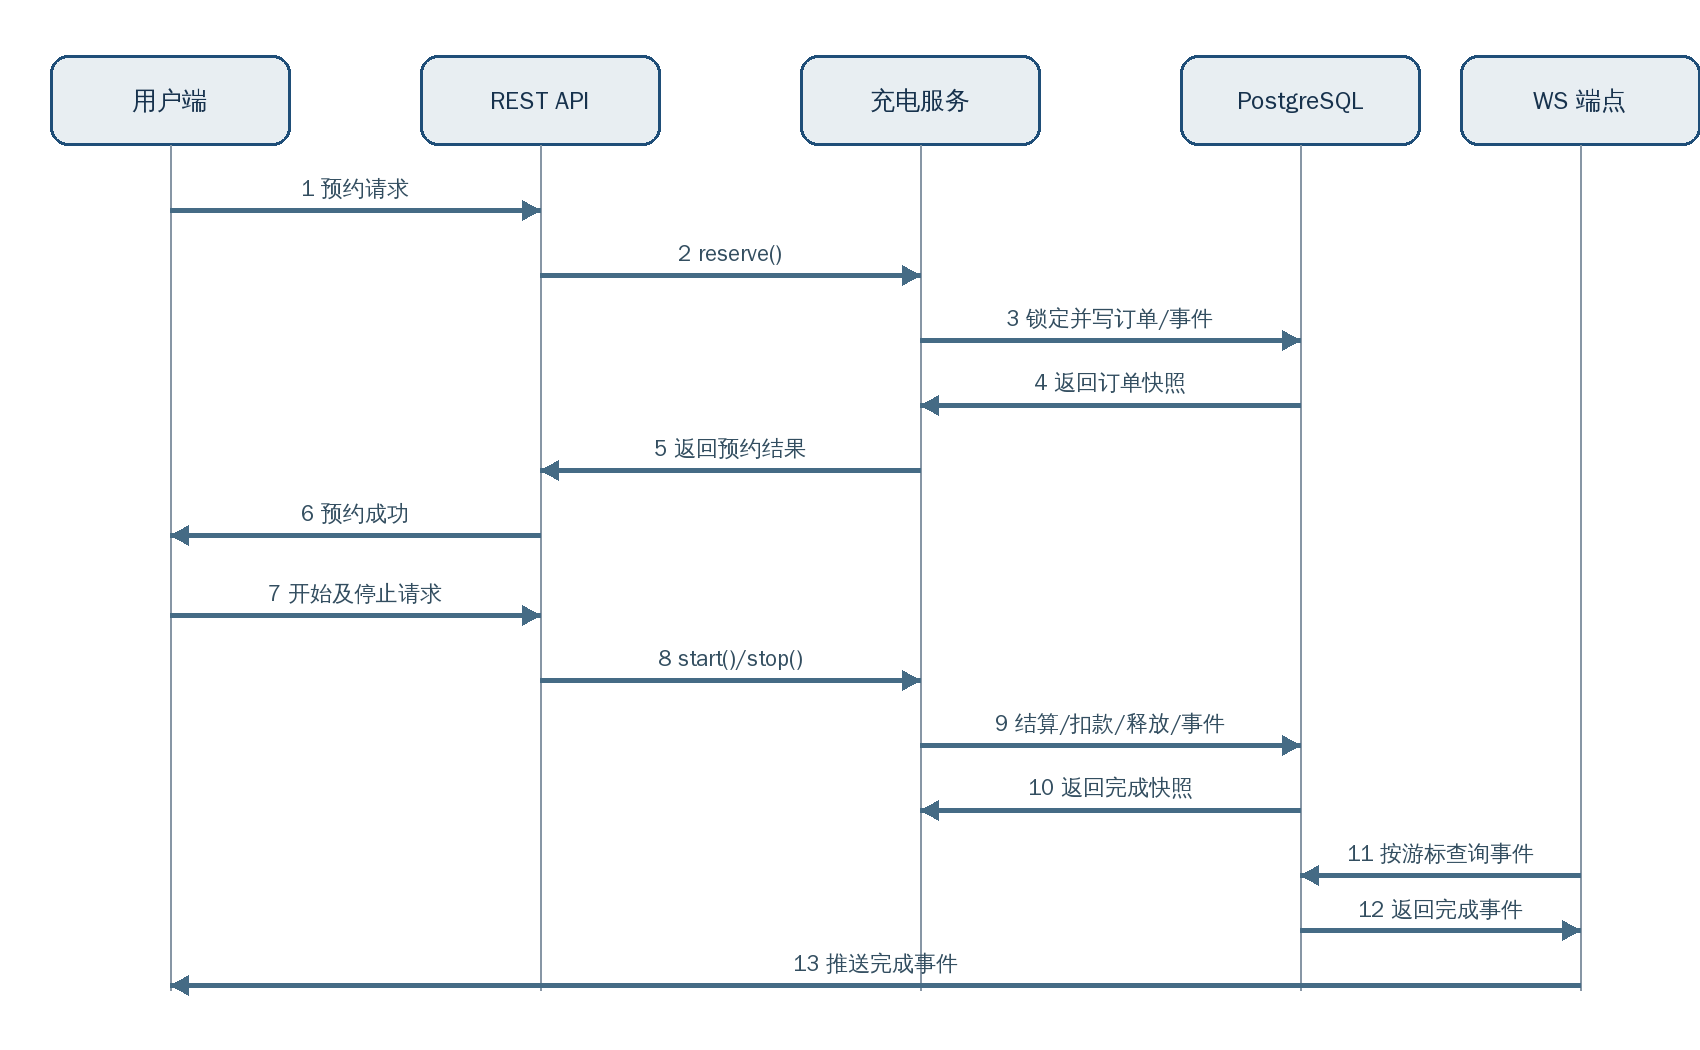 用户端
REST API
充电服务
PostgreSQL
WS 端点
1 预约请求
2 reserve()
3 锁定并写订单/事件
4 返回订单快照
5 返回预约结果
6 预约成功
7 开始及停止请求
8 start()/stop()
9 结算/扣款/释放/事件
10 返回完成快照
11 按游标查询事件
12 返回完成事件
13 推送完成事件